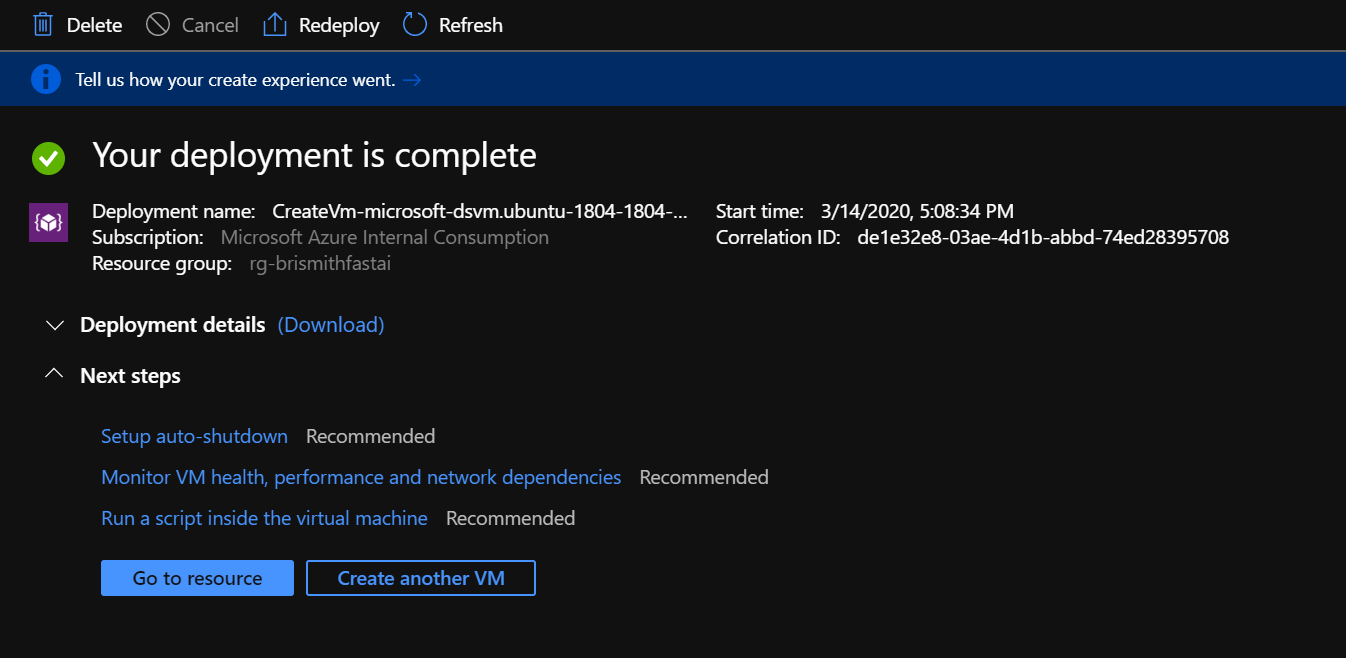 Delete Cancel Redeploy Refresh
Tell us how your create experience went. →
Your deployment is complete
Deployment name: CreateVm-microsoft-dsvm.ubuntu-1804-1804-... Start time: 3/14/2020, 5:08:34 PM
Subscription: Microsoft Azure Internal Consumption Correlation ID: de1e32e8-03ae-4d1b-abbd-74ed28395708
Resource group: rg-brismithfastai
Deployment details (Download)
Next steps
Setup auto-shutdown Recommended
Monitor VM health, performance and network dependencies Recommended
Run a script inside the virtual machine Recommended
Go to resource Create another VM